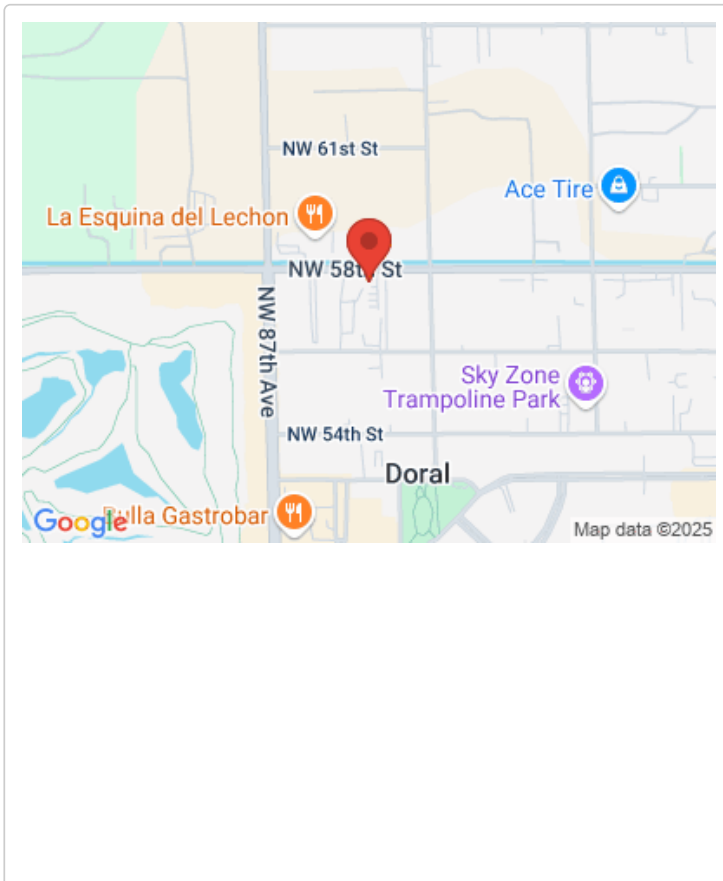 NW 61st St
Ace Tire
La Esquina del Lechon
NW 58th St
NW 87th Ave
Sky Zone
Trampoline Park
NW 54th St
Doral
Bulla Gastrobar
Google
Map data ©2025